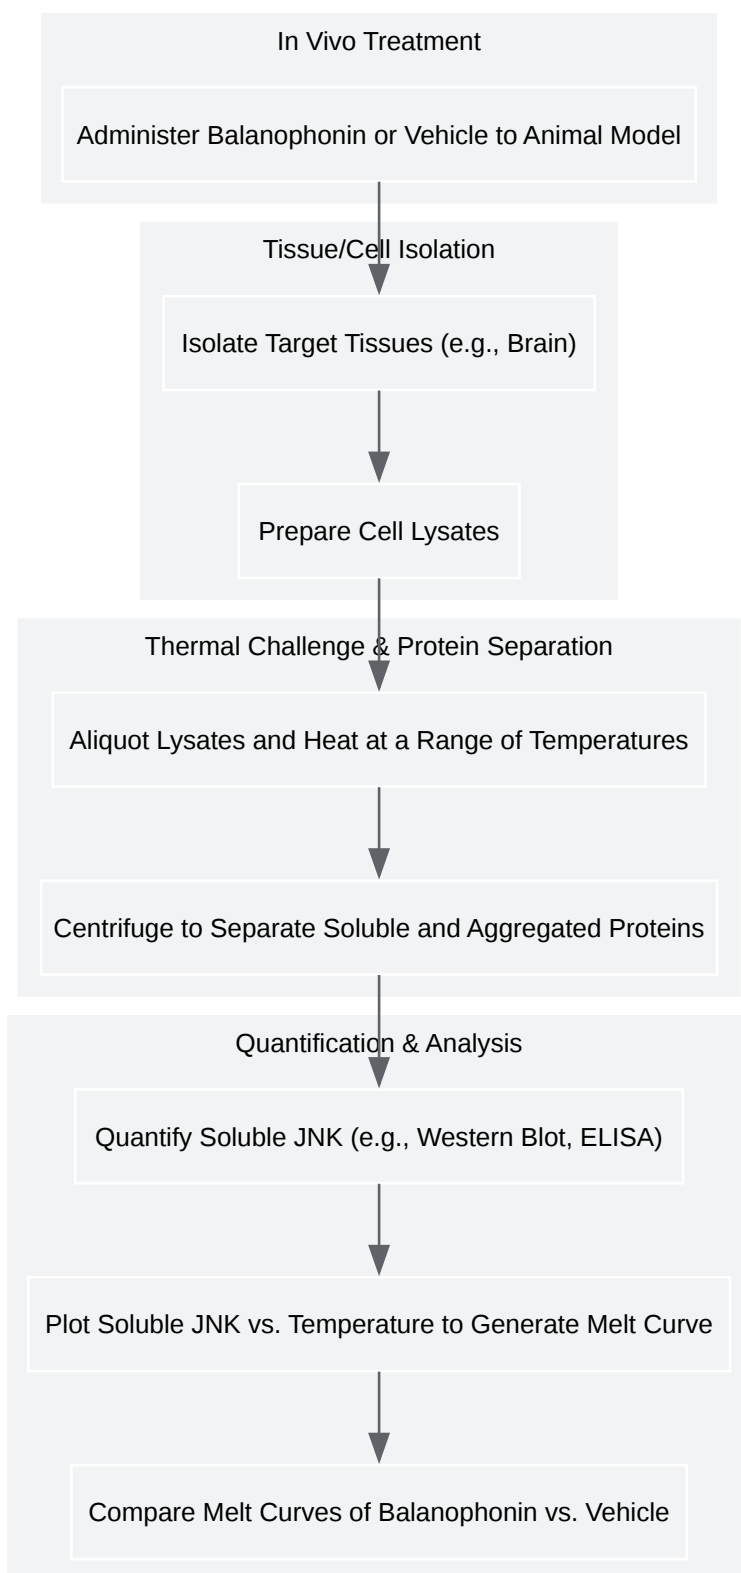 In Vivo Treatment
Administer Balanophonin or Vehicle to Animal Model
Tissue/Cell Isolation
Isolate Target Tissues (e.g., Brain)
Prepare Cell Lysates
Thermal Challenge & Protein Separation
Aliquot Lysates and Heat at a Range of Temperatures
Centrifuge to Separate Soluble and Aggregated Proteins
Quantification & Analysis
Quantify Soluble JNK (e.g., Western Blot, ELISA)
Plot Soluble JNK vs. Temperature to Generate Melt Curve
Compare Melt Curves of Balanophonin vs. Vehicle